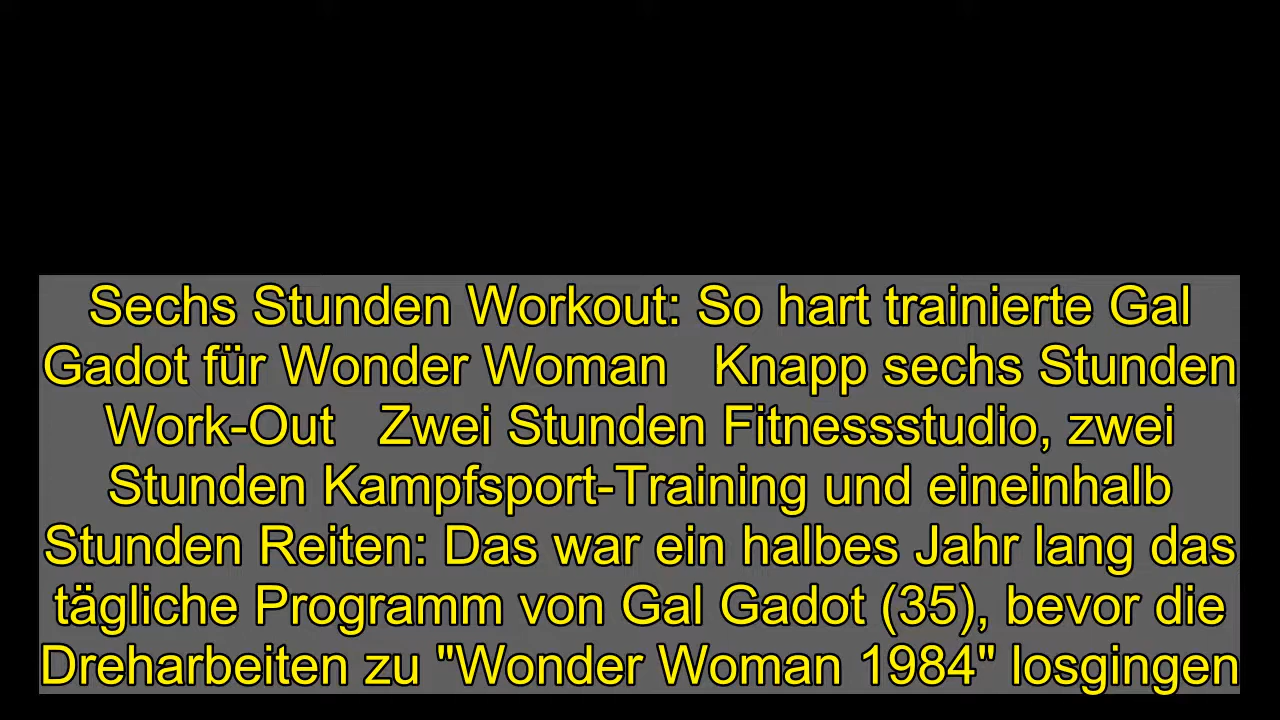 Sechs Stunden Workout: So hart trainierte Gal
Gadot für Wonder Woman   Knapp sechs Stunden
Work-Out   Zwei Stunden Fitnessstudio, zwei
Stunden Kampfsport-Training und eineinhalb
Stunden Reiten: Das war ein halbes Jahr lang das
tägliche Programm von Gal Gadot (35), bevor die
Dreharbeiten zu "Wonder Woman 1984" losgingen